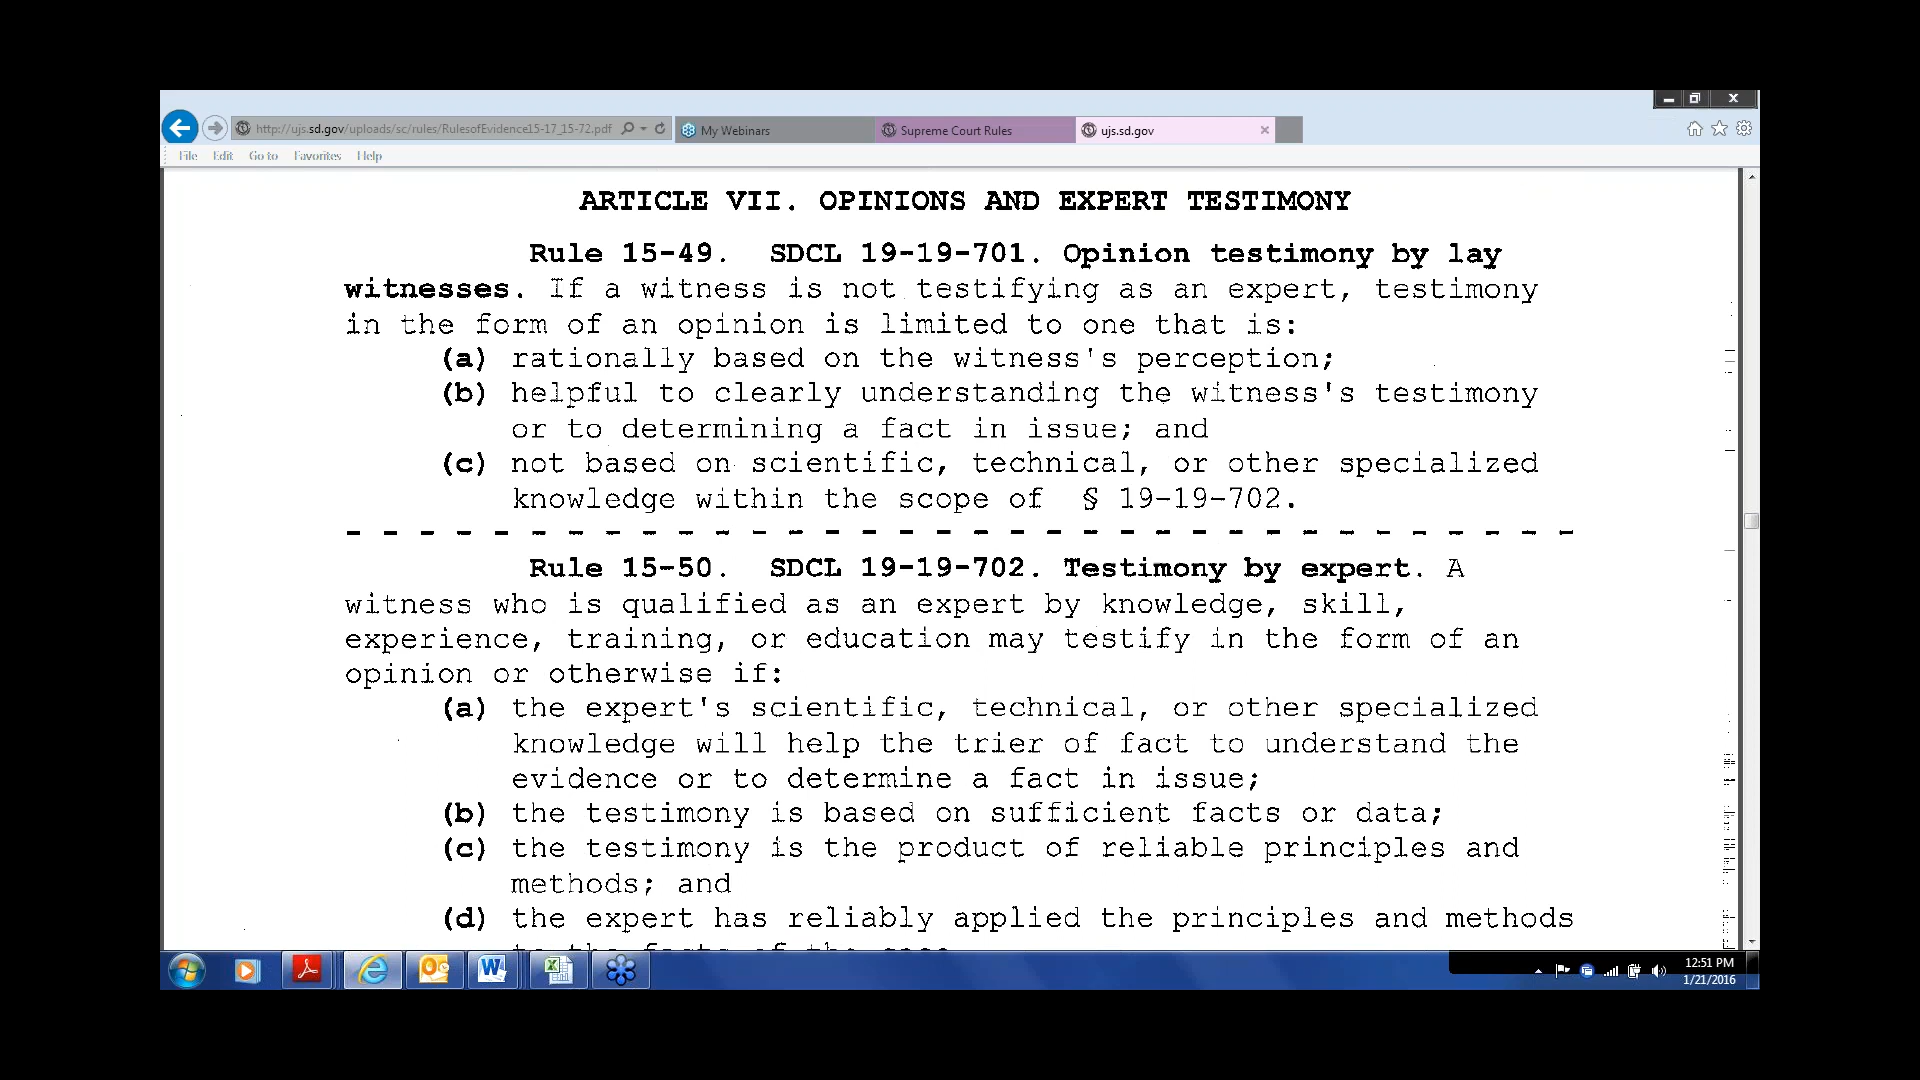 http://ujs.sd.gov/uploads/sc/rules/RulesofEvidence15-17_15-72.pdf
My Webinars
Supreme Court Rules
ujs.sd.gov
File Edit Go to Favorites Help
ARTICLE VII. OPINIONS AND EXPERT TESTIMONY
Rule 15-49. SDCL 19-19-701. Opinion testimony by lay
witnesses. If a witness is not testifying as an expert, testimony
in the form of an opinion is limited to one that is:
(a) rationally based on the witness's perception;
(b) helpful to clearly understanding the witness's testimony
or to determining a fact in issue; and
(c) not based on scientific, technical, or other specialized
knowledge within the scope of § 19-19-702.
Rule 15-50. SDCL 19-19-702. Testimony by expert. A
witness who is qualified as an expert by knowledge, skill,
experience, training, or education may testify in the form of an
opinion or otherwise if:
(a) the expert's scientific, technical, or other specialized
knowledge will help the trier of fact to understand the
evidence or to determine a fact in issue;
(b) the testimony is based on sufficient facts or data;
(c) the testimony is the product of reliable principles and
methods; and
(d) the expert has reliably applied the principles and methods
to the facts of the case
12:51 PM
1/21/2016